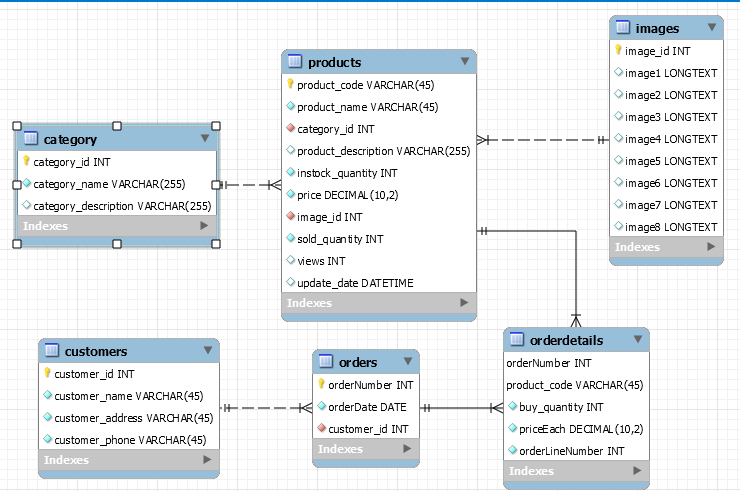 images
image_id INT
image1 LONGTEXT
image2 LONGTEXT
image3 LONGTEXT
image4 LONGTEXT
image5 LONGTEXT
image6 LONGTEXT
image7 LONGTEXT
image8 LONGTEXT
Indexes
products
product_code VARCHAR(45)
product_name VARCHAR(45)
category_id INT
product_description VARCHAR(255)
instock_quantity INT
price DECIMAL(10,2)
image_id INT
sold_quantity INT
views INT
update_date DATETIME
Indexes
category
category_id INT
category_name VARCHAR(255)
category_description VARCHAR(255)
Indexes
customers
customer_id INT
customer_name VARCHAR(45)
customer_address VARCHAR(45)
customer_phone VARCHAR(45)
Indexes
orders
orderNumber INT
orderDate DATE
customer_id INT
Indexes
orderdetails
orderNumber INT
product_code VARCHAR(45)
buy_quantity INT
priceEach DECIMAL(10,2)
orderLineNumber INT
Indexes